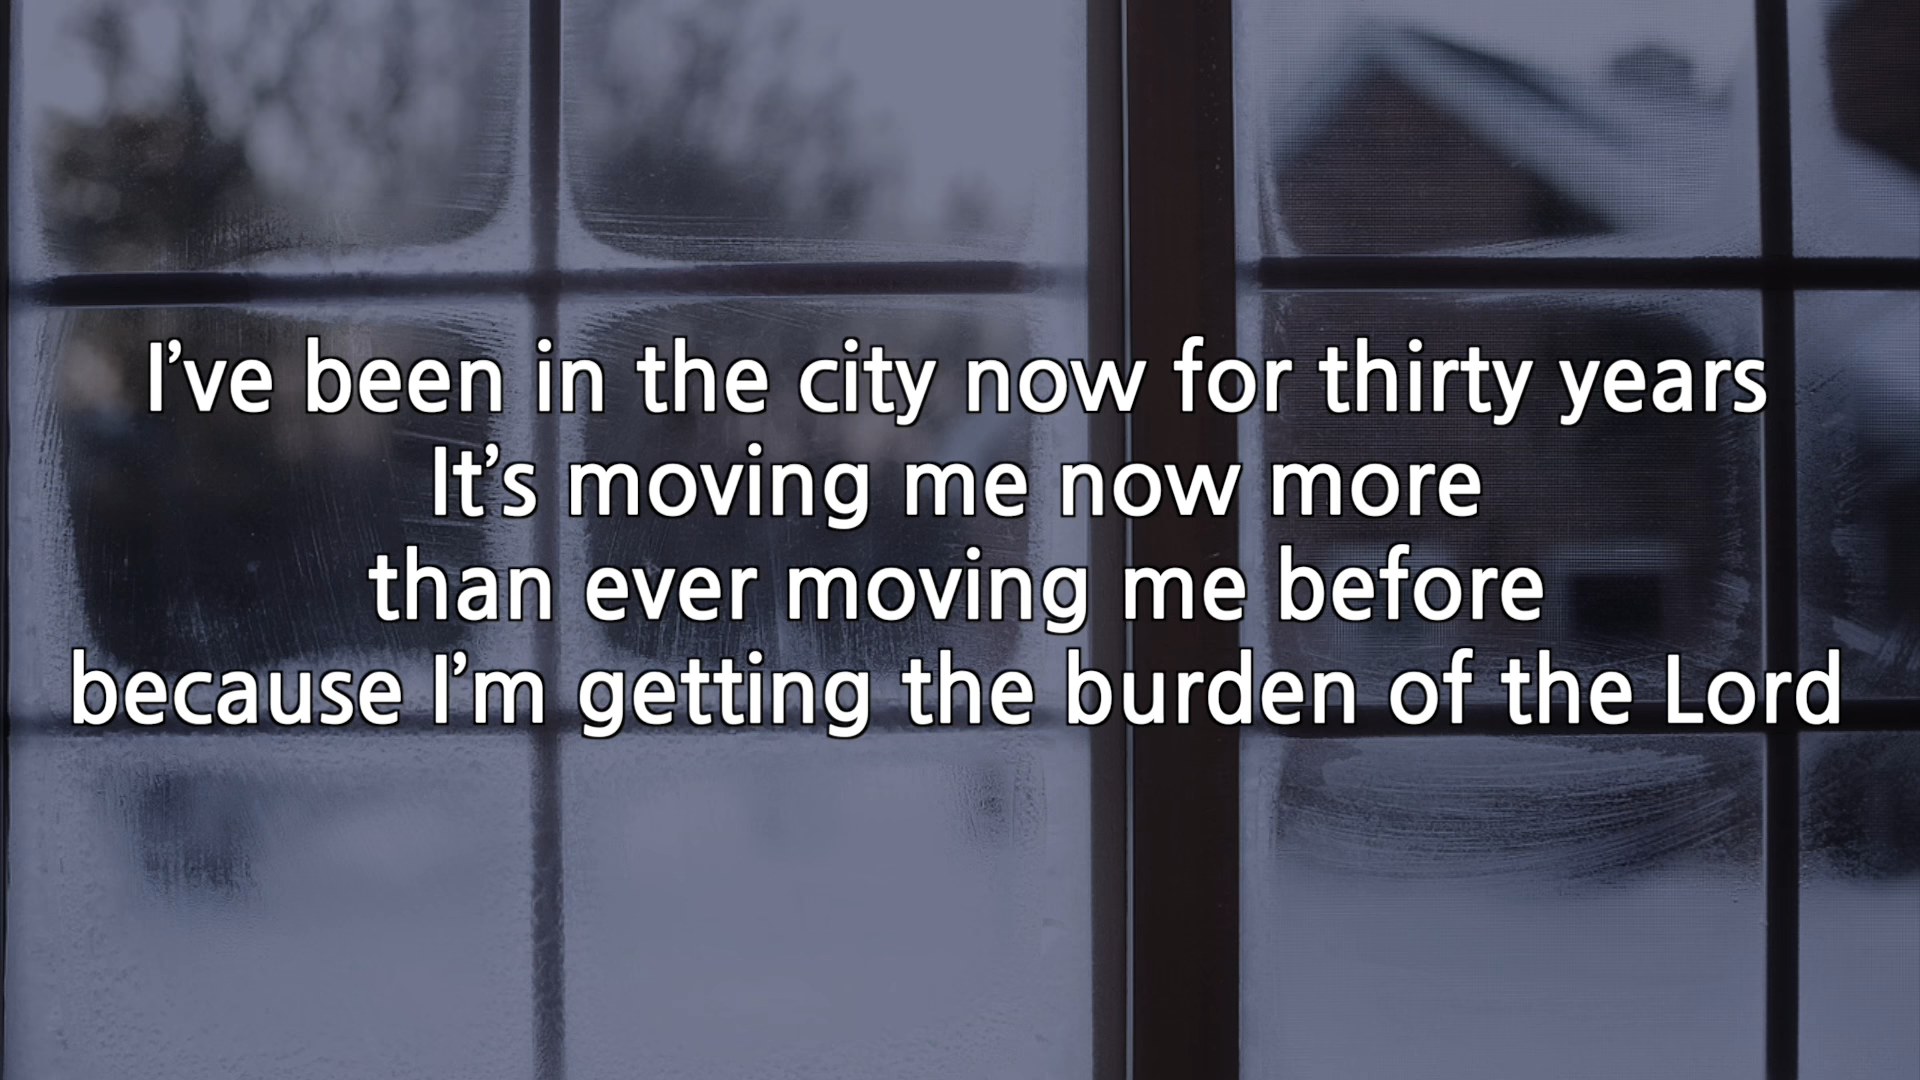 I’ve been in the city now for thirty years
It’s moving me now more
than ever moving me before
because I’m getting the burden of the Lord